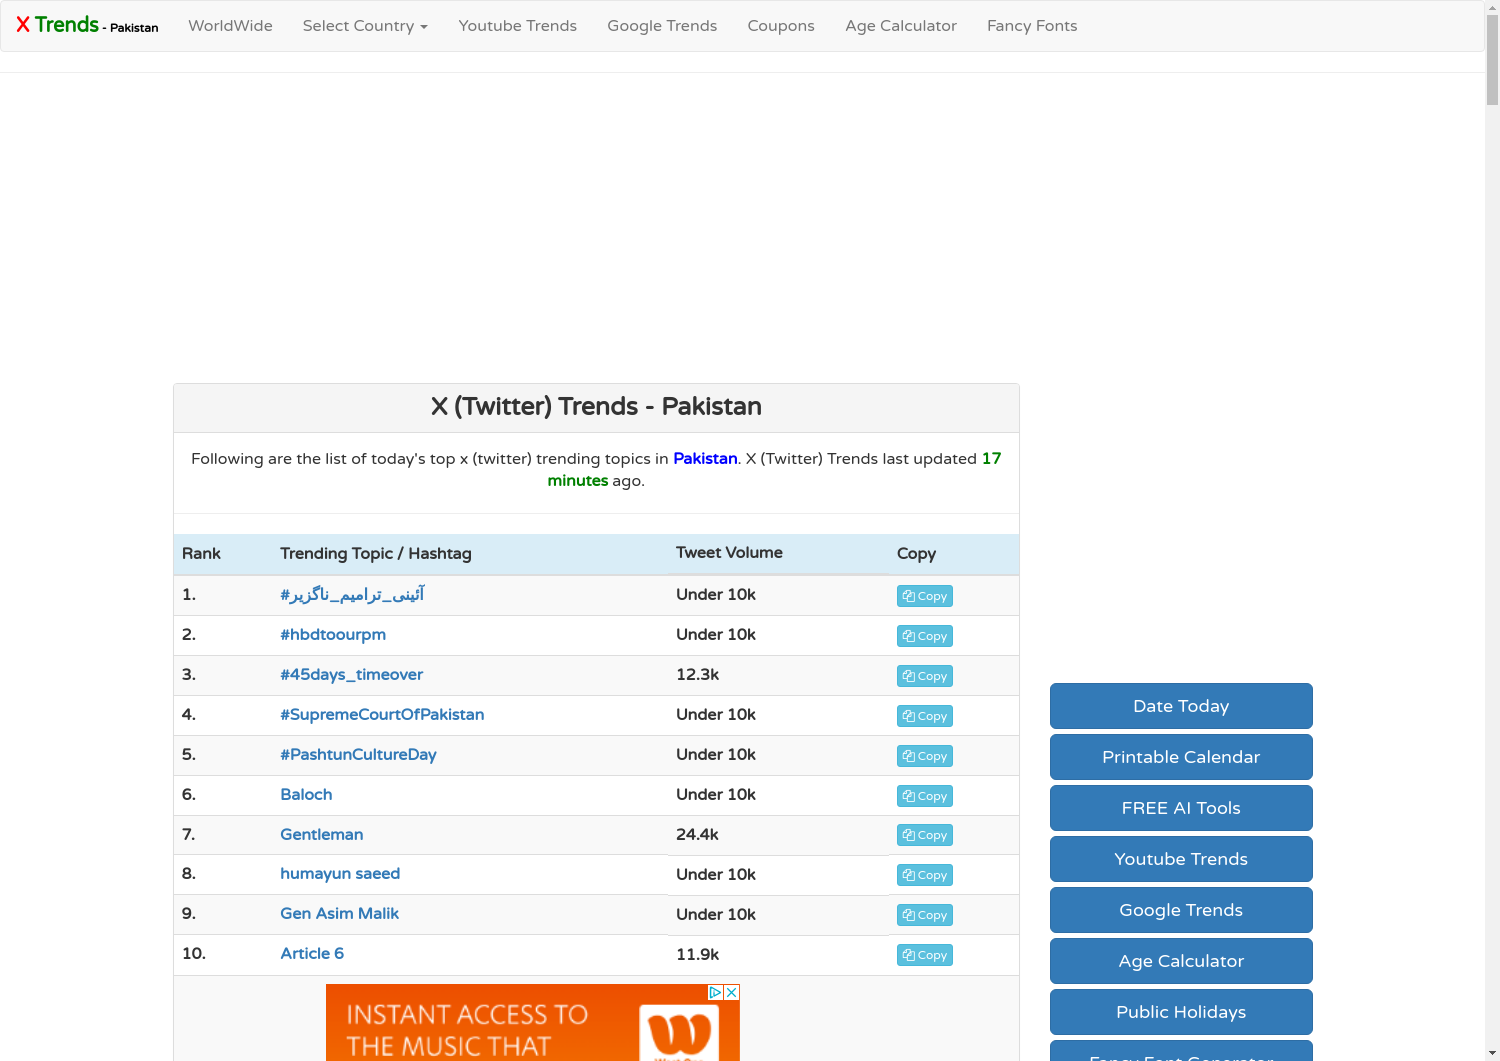 X Trends - Pakistan WorldWide Select Country Youtube Trends Google Trends Coupons Age Calculator Fancy Fonts
X (Twitter) Trends - Pakistan
Following are the list of today's top x (twitter) trending topics in Pakistan. X (Twitter) Trends last updated 17
minutes ago.
Rank Trending Topic / Hashtag Tweet Volume Copy
1. #آئینی_ترامیم_ناگزیر Under 10k Copy
2. #hbdtoourpm Under 10k Copy
3. #45days_timeover 12.3k Copy
4. #SupremeCourtOfPakistan Under 10k Copy
5. #PashtunCultureDay Under 10k Copy
6. Baloch Under 10k Copy
7. Gentleman 24.4k Copy
8. humayun saeed Under 10k Copy
9. Gen Asim Malik Under 10k Copy
10. Article 6 11.9k Copy
INSTANT ACCESS TO
THE MUSIC THAT
Date Today
Printable Calendar
FREE AI Tools
Youtube Trends
Google Trends
Age Calculator
Public Holidays
Fancy Font Generator